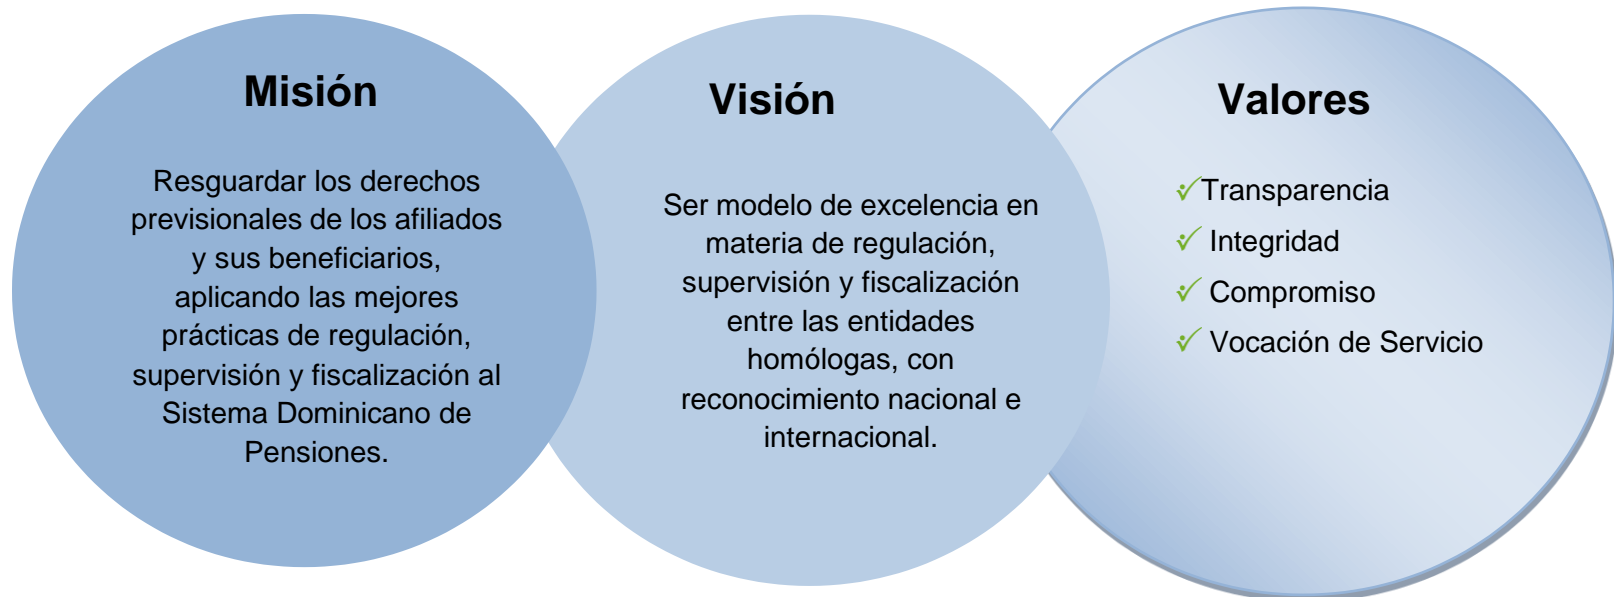 Misión
Resguardar los derechos
previsionales de los afiliados
y sus beneficiarios,
aplicando las mejores
prácticas de regulación,
supervisión y fiscalización al
Sistema Dominicano de
Pensiones.
Visión
Ser modelo de excelencia en
materia de regulación,
supervisión y fiscalización
entre las entidades
homólogas, con
reconocimiento nacional e
internacional.
Valores
Transparencia
Integridad
Compromiso
Vocación de Servicio